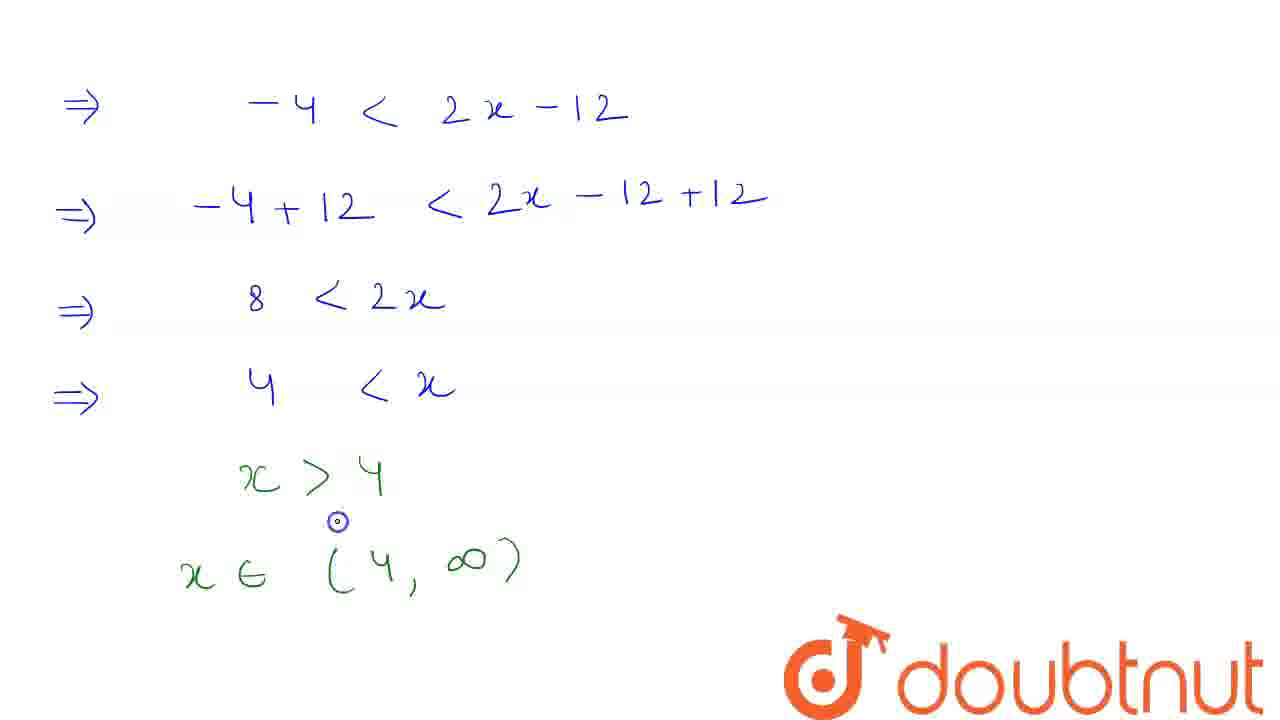 ⇒ -4 < 2x - 12
⇒ -4 + 12 < 2x - 12 + 12
⇒ 8 < 2x
⇒ 4 < x
x > 4
x ∈ (4, ∞)
doubtnut